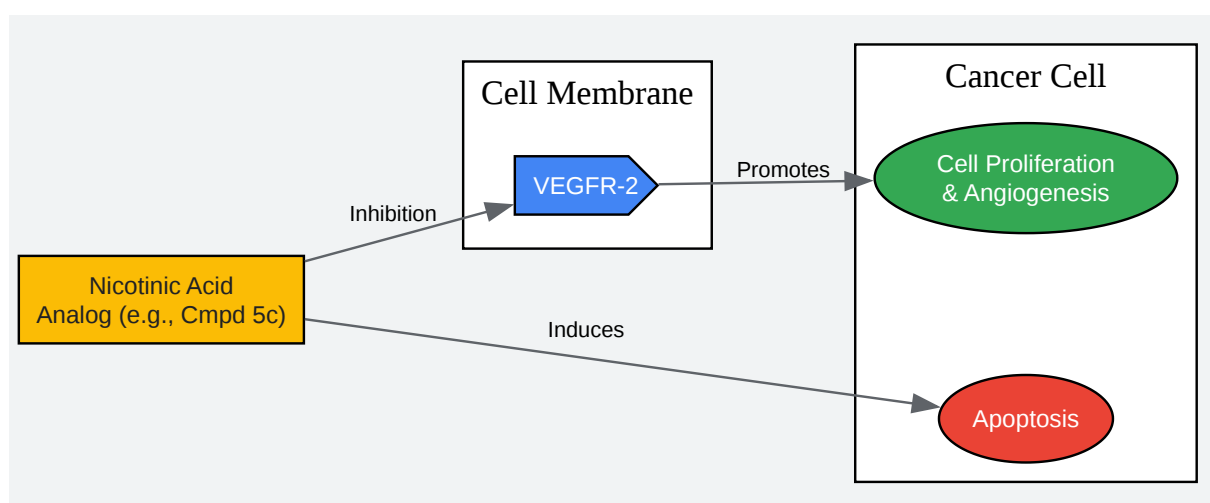 Cell Membrane
Cancer Cell
VEGFR-2
Promotes
Cell Proliferation
& Angiogenesis
Inhibition
Nicotinic Acid
Analog (e.g., Cmpd 5c)
Induces
Apoptosis